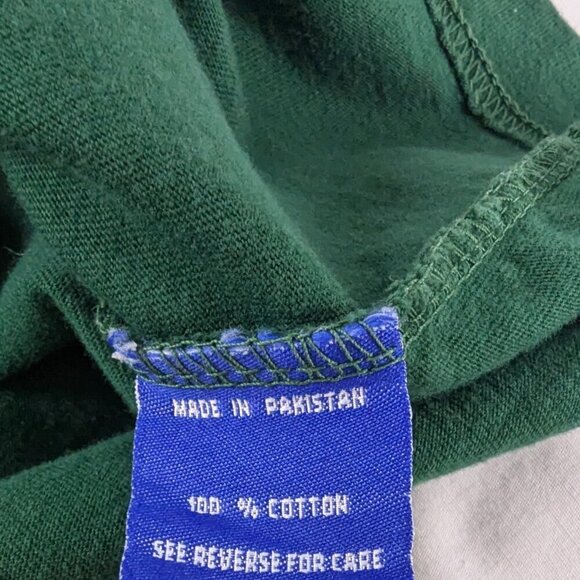 MADE IN PAKISTAN
100 % COTTON
SEE REVERSE FOR CARE